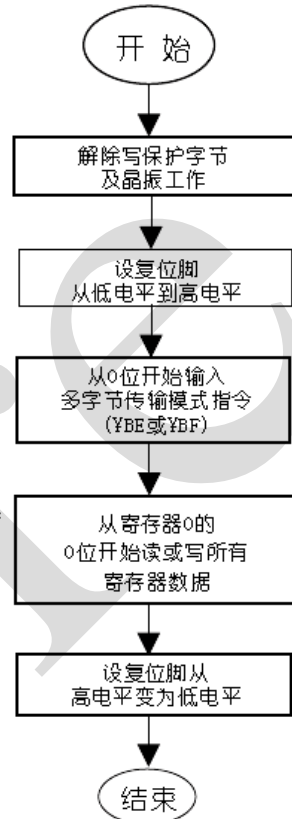 开 始
解除写保护字节
及晶振工作
设复位脚
从低电平到高电平
从0位开始输入
多字节传输模式指令
(¥BE或¥BF)
从寄存器0的
0位开始读或写所有
寄存器数据
设复位脚从
高电平变为低电平
结束